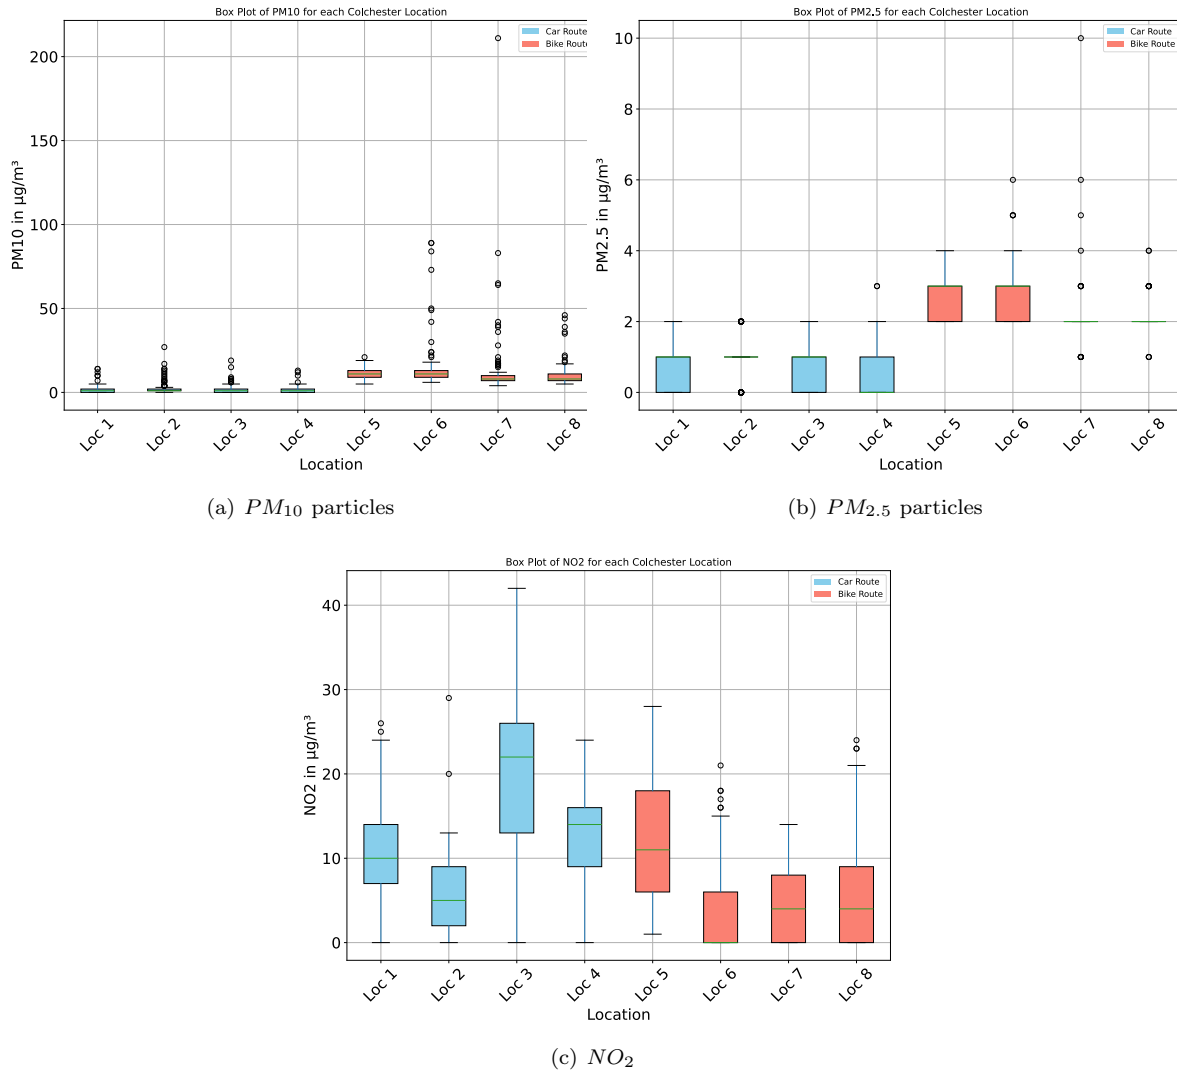 Box Plot of PM10 for each Colchester Location
Car Route
Bike Route
PM10 in μg/m³
200
150
100
50
0
Loc 1 Loc 2 Loc 3 Loc 4 Loc 5 Loc 6 Loc 7 Loc 8
Location
(a) PM10 particles
Box Plot of PM2.5 for each Colchester Location
Car Route
Bike Route
PM2.5 in μg/m³
10
8
6
4
2
0
Loc 1 Loc 2 Loc 3 Loc 4 Loc 5 Loc 6 Loc 7 Loc 8
Location
(b) PM2.5 particles
Box Plot of NO2 for each Colchester Location
Car Route
Bike Route
NO2 in μg/m³
40
30
20
10
0
Loc 1 Loc 2 Loc 3 Loc 4 Loc 5 Loc 6 Loc 7 Loc 8
Location
(c) NO2